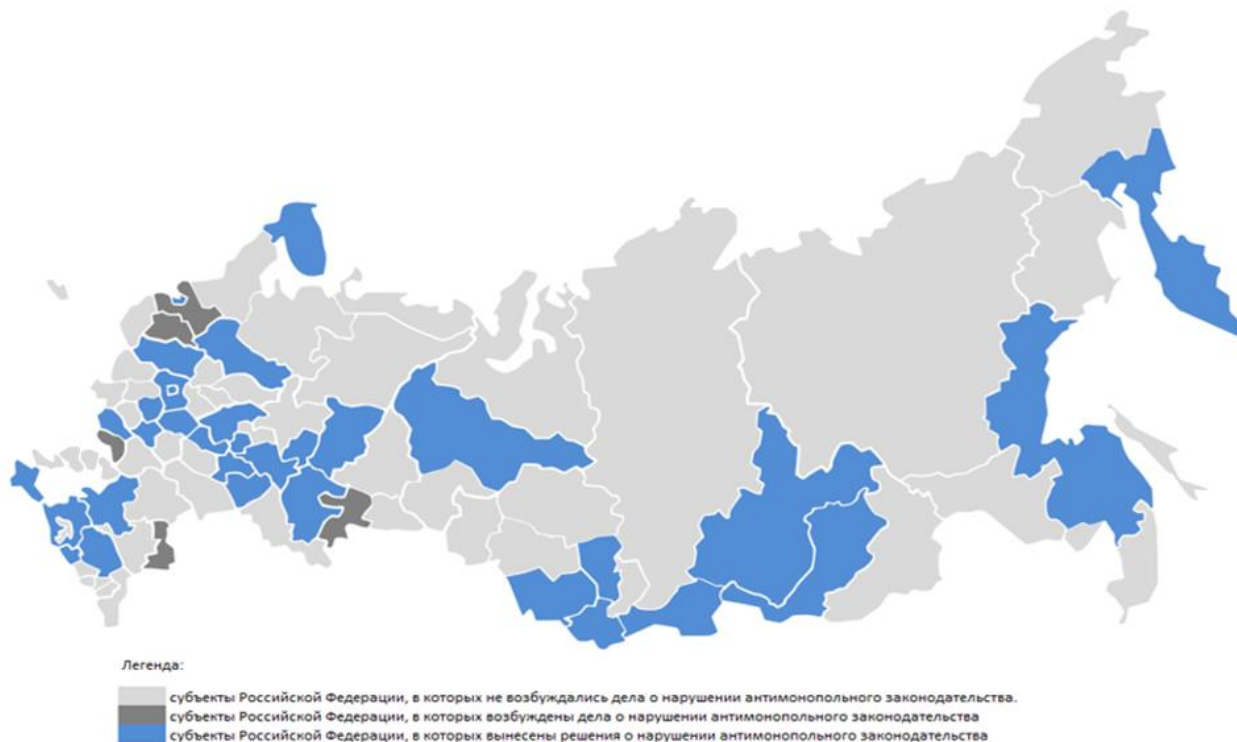 Легенда:
субъекты Российской Федерации, в которых не возбуждались дела о нарушении антимонопольного законодательства.
субъекты Российской Федерации, в которых возбуждены дела о нарушении антимонопольного законодательства
субъекты Российской Федерации, в которых вынесены решения о нарушении антимонопольного законодательства